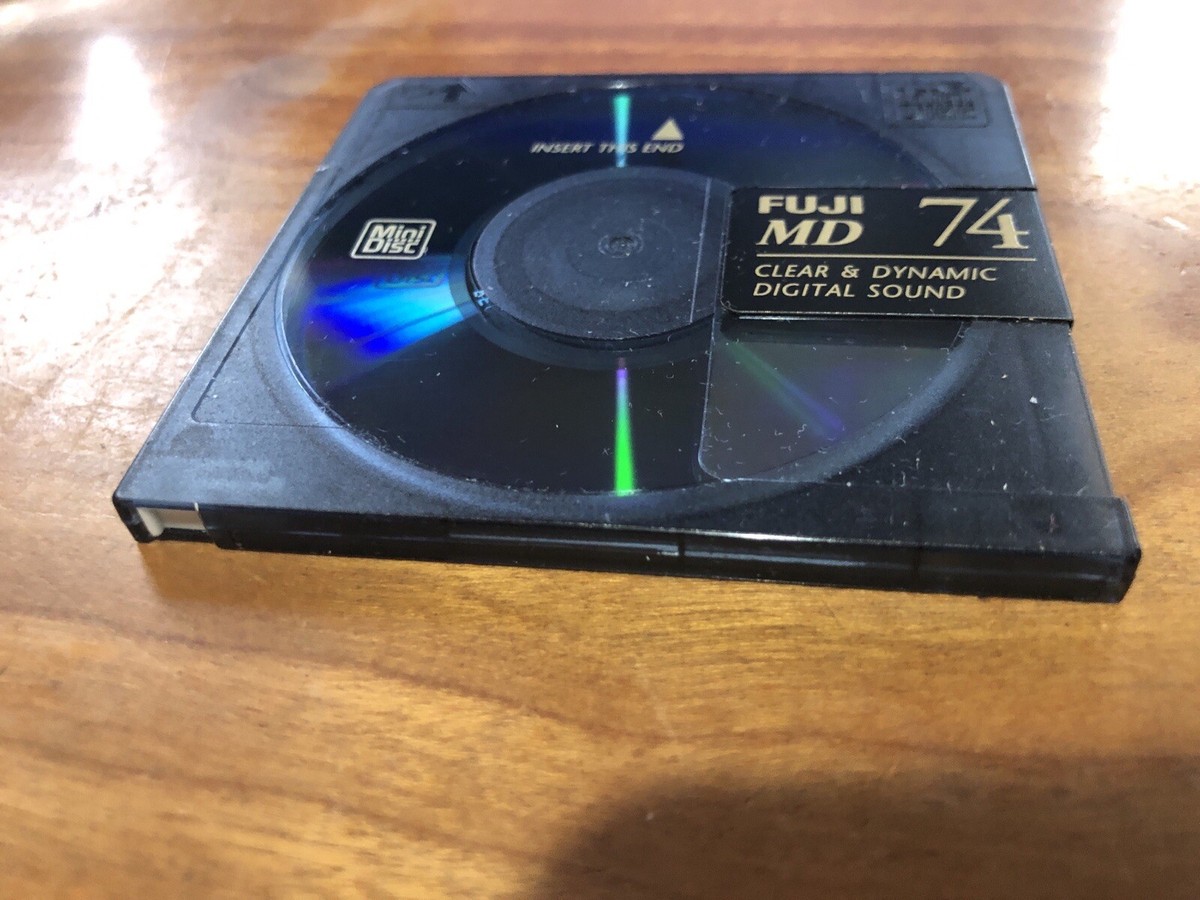 INSERT THIS END
Mini
Disc
FUJI
MD 74
CLEAR & DYNAMIC
DIGITAL SOUND